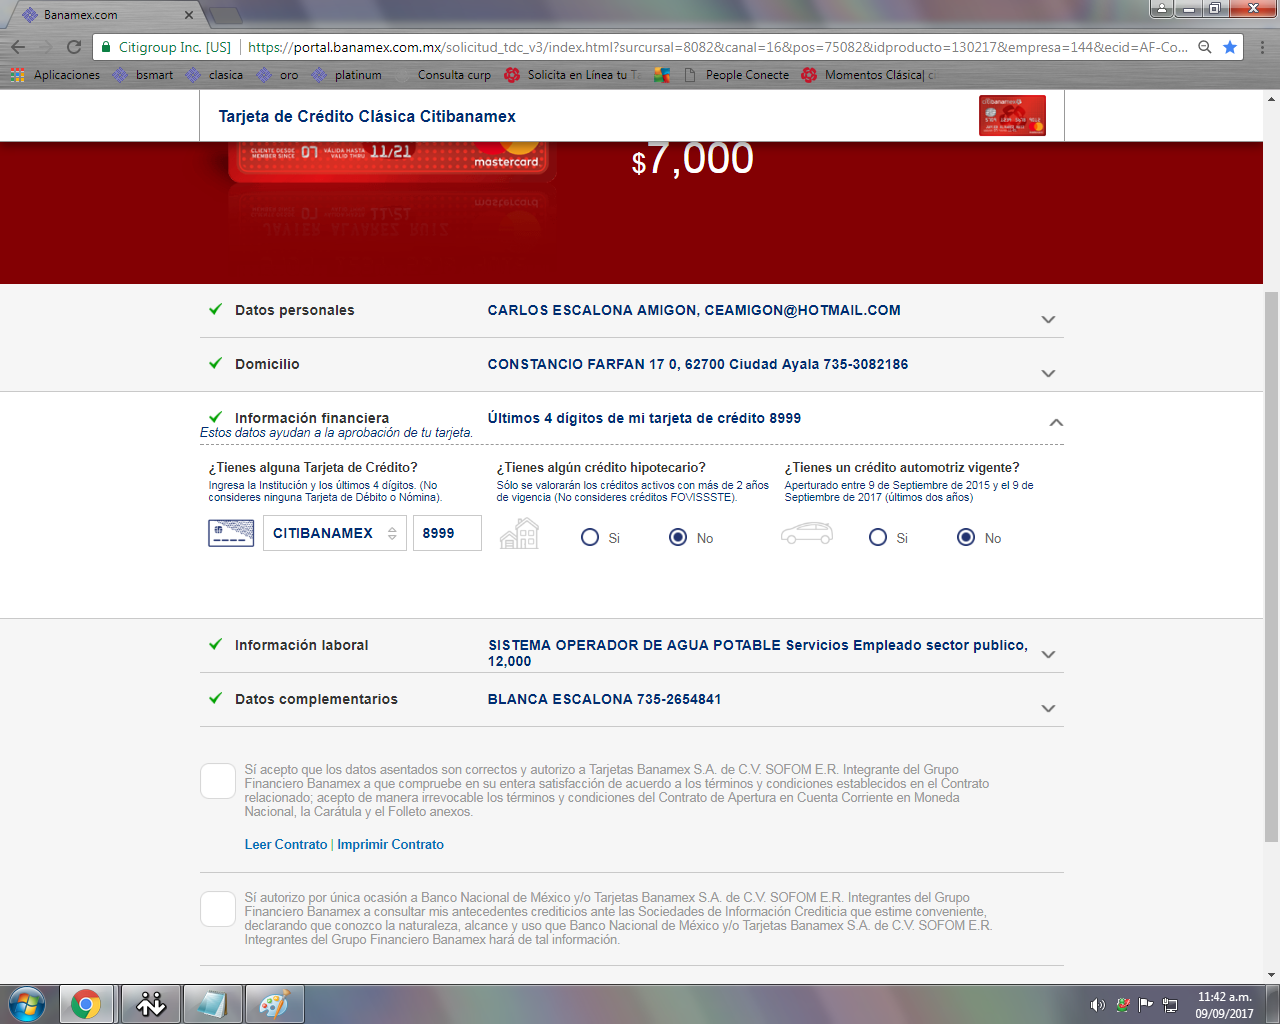 Banamex.com
Citigroup Inc. [US]
https://portal.banamex.com.mx/solicitud_tdc_v3/index.html?surcursal=8082&canal=16&pos=75082&idproducto=130217&empresa=144&ecid=AF-Co...
Aplicaciones bsmart clasica oro platinum Consulta curp Solicita en Línea tu Ta People Conecte Momentos Clásica|
Tarjeta de Crédito Clásica Citibanamex
CLIENTE DESDE
MEMBER SINCE 07 VÁLIDA HASTA
VALID THRU 11/21
mastercard
$7,000
JAVIER ALVAREZ RUIZ
Datos personales CARLOS ESCALONA AMIGON, CEAMIGON@HOTMAIL.COM
Domicilio CONSTANCIO FARFAN 17 0, 62700 Ciudad Ayala 735-3082186
Información financiera Últimos 4 dígitos de mi tarjeta de crédito 8999
Estos datos ayudan a la aprobación de tu tarjeta.
¿Tienes alguna Tarjeta de Crédito?
Ingresa la Institución y los últimos 4 dígitos. (No
consideres ninguna Tarjeta de Débito o Nómina).
CITIBANAMEX 8999
¿Tienes algún crédito hipotecario?
Sólo se valorarán los créditos activos con más de 2 años
de vigencia (No consideres créditos FOVISSSTE).
Si No
¿Tienes un crédito automotriz vigente?
Aperturado entre 9 de Septiembre de 2015 y el 9 de
Septiembre de 2017 (últimos dos años)
Si No
Información laboral SISTEMA OPERADOR DE AGUA POTABLE Servicios Empleado sector publico,
12,000
Datos complementarios BLANCA ESCALONA 735-2654841
Sí acepto que los datos asentados son correctos y autorizo a Tarjetas Banamex S.A. de C.V. SOFOM E.R. Integrante del Grupo
Financiero Banamex a que compruebe en su entera satisfacción de acuerdo a los términos y condiciones establecidos en el Contrato
relacionado; acepto de manera irrevocable los términos y condiciones del Contrato de Apertura en Cuenta Corriente en Moneda
Nacional, la Carátula y el Folleto anexos.
Leer Contrato | Imprimir Contrato
Sí autorizo por única ocasión a Banco Nacional de México y/o Tarjetas Banamex S.A. de C.V. SOFOM E.R. Integrantes del Grupo
Financiero Banamex a consultar mis antecedentes crediticios ante las Sociedades de Información Crediticia que estime conveniente,
declarando que conozco la naturaleza, alcance y uso que Banco Nacional de México y/o Tarjetas Banamex S.A. de C.V. SOFOM E.R.
Integrantes del Grupo Financiero Banamex hará de tal información.
11:42 a.m.
09/09/2017